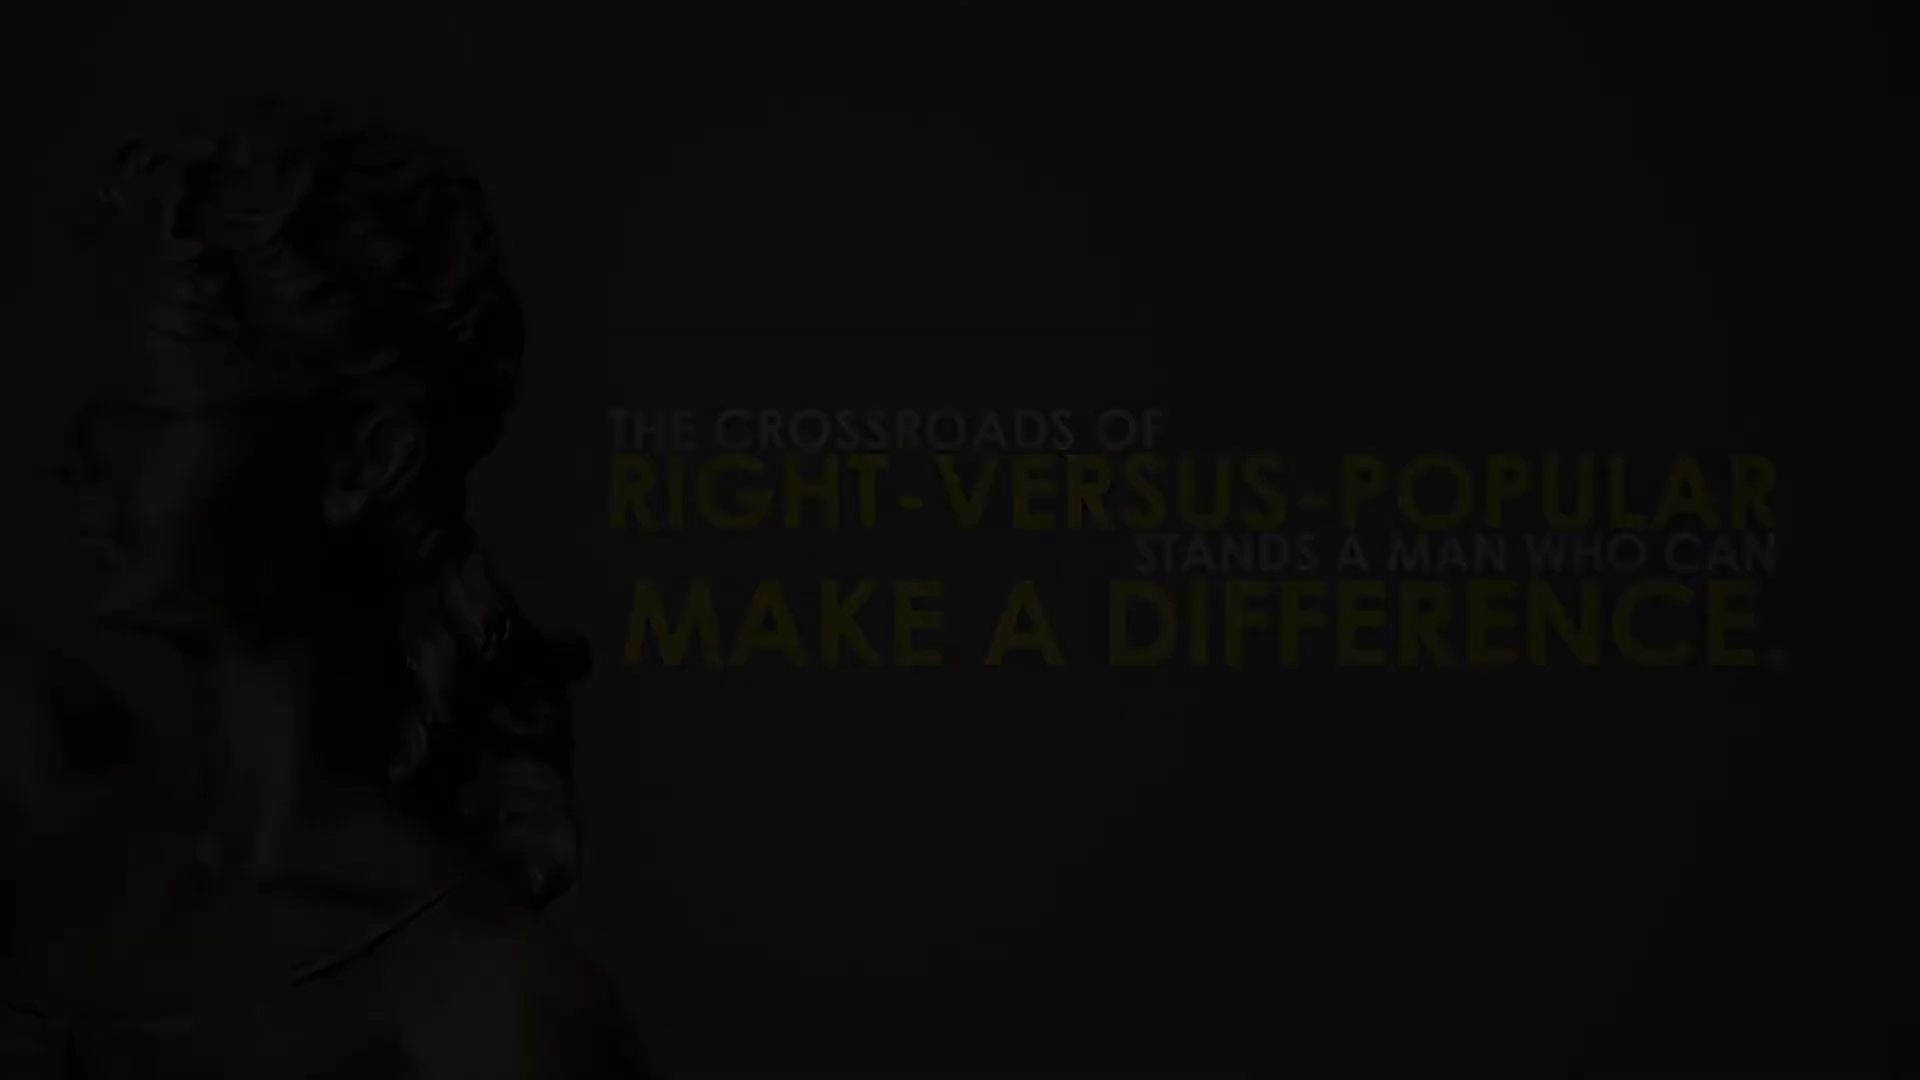 THE CROSSROADS OF
RIGHT-VERSUS-POPULAR
STANDS A MAN WHO CAN
MAKE A DIFFERENCE.